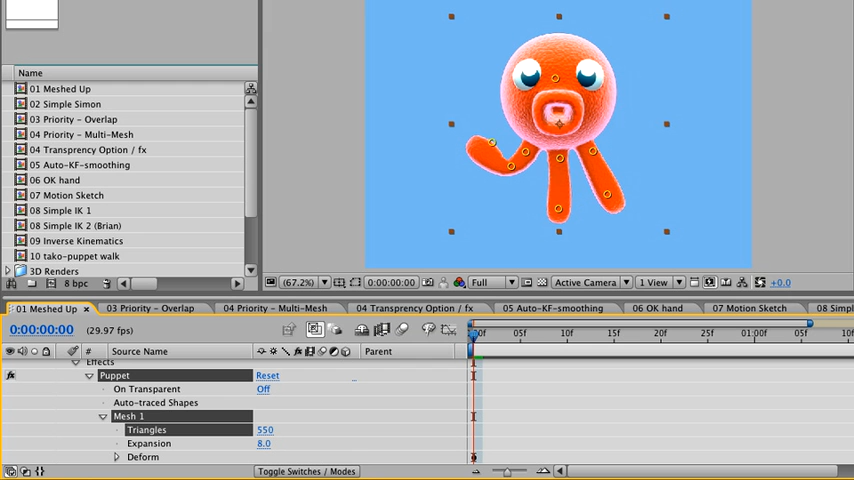 Name
01 Meshed Up
02 Simple Simon
03 Priority - Overlap
04 Priority - Multi-Mesh
04 Transparency Option / fx
05 Auto-KF-smoothing
06 OK hand
07 Motion Sketch
08 Simple IK 1
08 Simple IK 2 (Brian)
09 Inverse Kinematics
10 tako-puppet walk
3D Renders
8 bpc
(67.2%) 0:00:00:00 Full Active Camera 1 View +0.0
01 Meshed Up 03 Priority - Overlap 04 Priority - Multi-Mesh 04 Transprency Option / fx 05 Auto-KF-smoothing 06 OK hand 07 Motion Sketch 08 Simp
0:00:00:00 (29.97 fps) :00f 05f 10f 15f 20f 25f 01:00f 05f 10f
# Source Name Parent
Effects
fx Puppet Reset
On Transparent Off
Auto-traced Shapes
Mesh 1
Triangles 550
Expansion 8.0
Deform
Toggle Switches / Modes